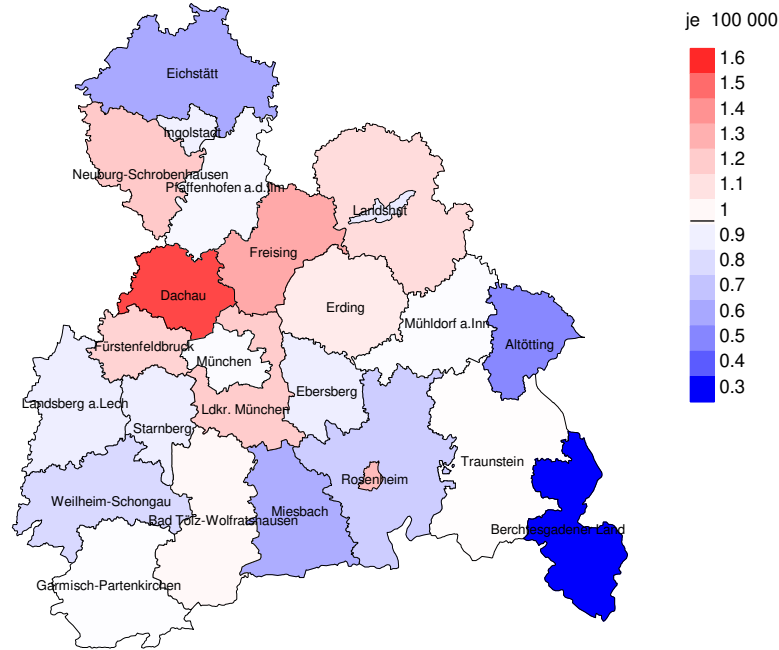 je 100 000
1.6
1.5
1.4
1.3
1.2
1.1
1
0.9
0.8
0.7
0.6
0.5
0.4
0.3
Eichstätt
Ingolstadt
Neuburg-Schrobenhausen
Pfaffenhofen a.d.Ilm
Landshut
Freising
Dachau
Erding
Mühldorf a.Inn
Altötting
Fürstenfeldbruck
München
Ebersberg
Landsberg a.Lech
Ldkr. München
Starnberg
Traunstein
Rosenheim
Weilheim-Schongau
Miesbach
Bad Tölz-Wolfratshausen
Berchtesgadener Land
Garmisch-Partenkirchen